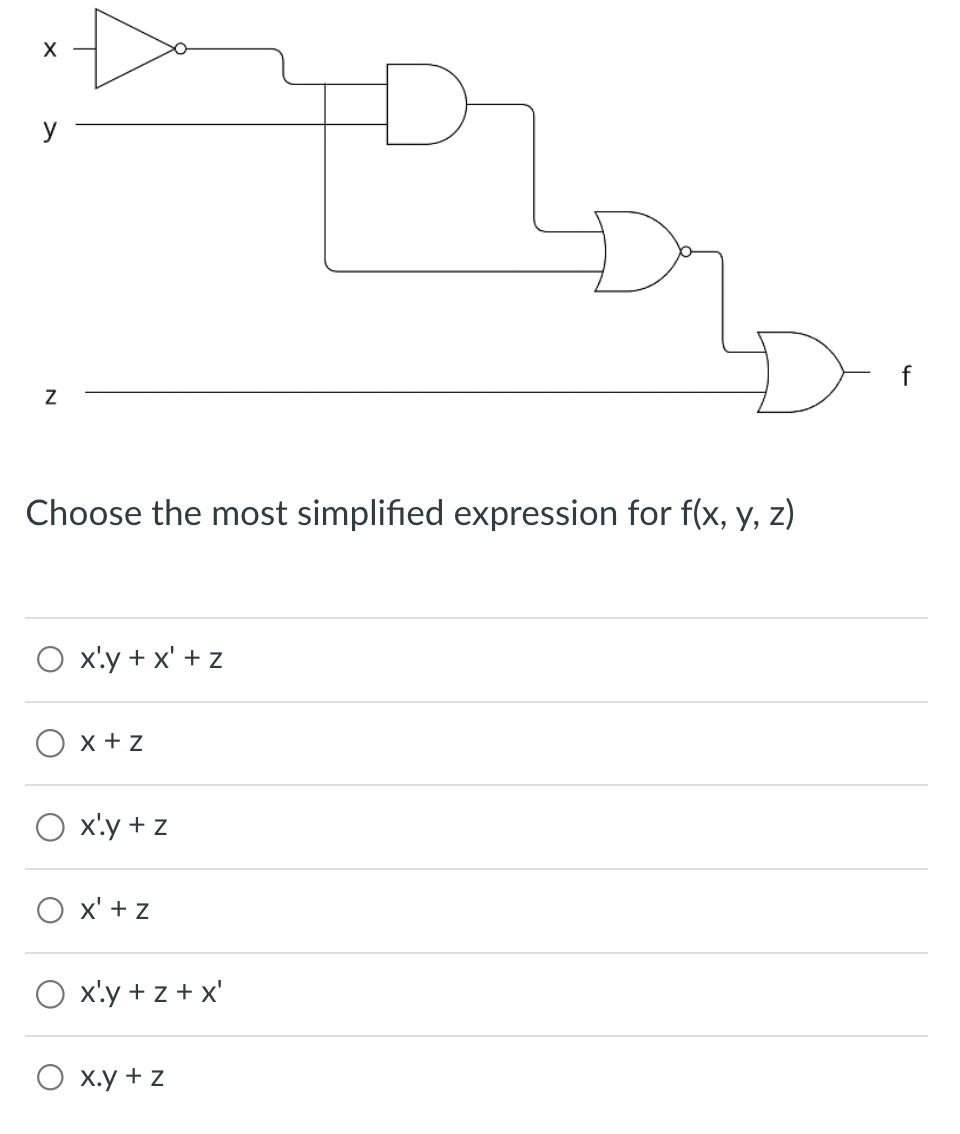 x
y
z
f
Choose the most simplified expression for f(x, y, z)
x'.y + x' + z
x + z
x'.y + z
x' + z
x'.y + z + x'
x.y + z